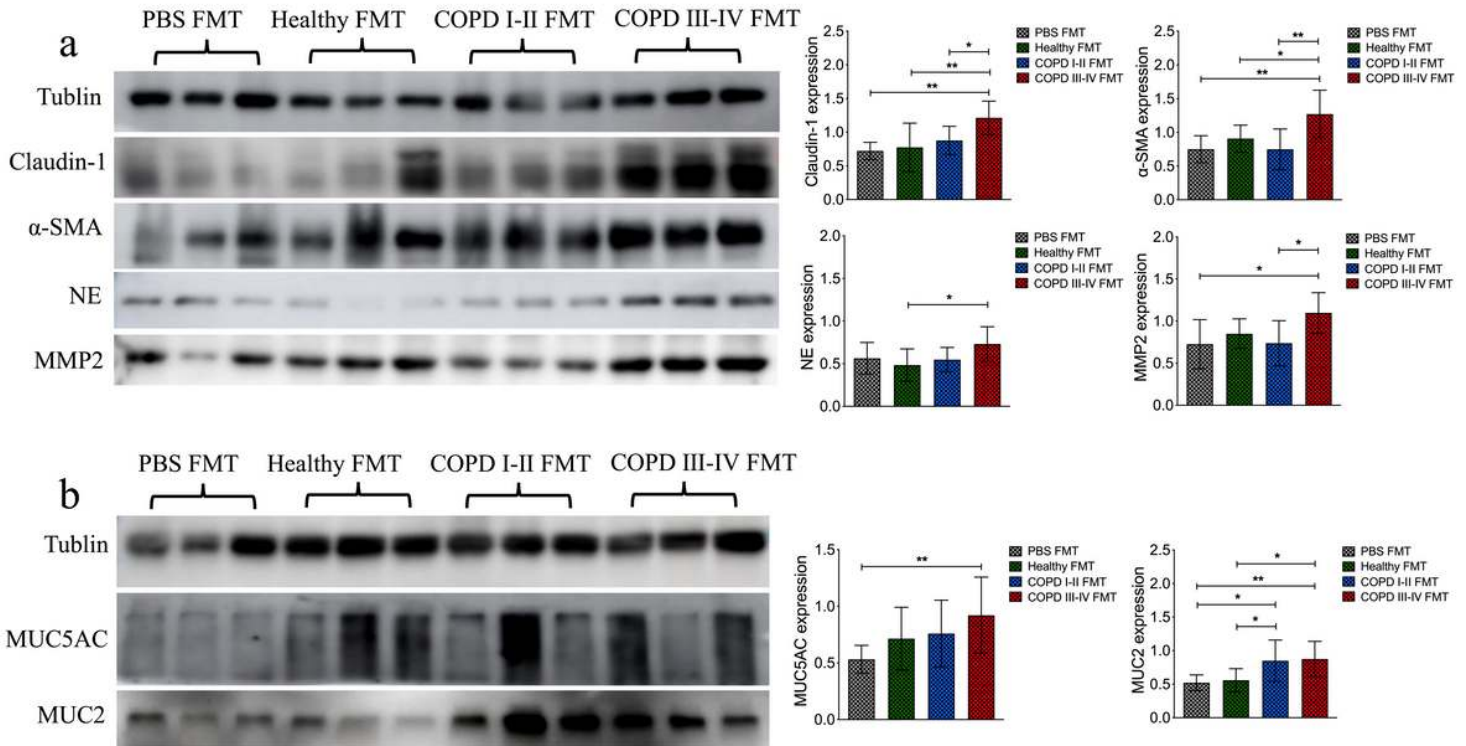 PBS FMT Healthy FMT COPD I-II FMT COPD III-IV FMT
a
Tublin
Claudin-1
α-SMA
NE
MMP2
Claudin-1 expression
2.5
2.0
1.5
1.0
0.5
0.0
*
**
**
PBS FMT
Healthy FMT
COPD I-II FMT
COPD III-IV FMT
α-SMA expression
2.5
2.0
1.5
1.0
0.5
0.0
**
*
**
PBS FMT
Healthy FMT
COPD I-II FMT
COPD III-IV FMT
NE expression
2.0
1.5
1.0
0.5
0.0
*
PBS FMT
Healthy FMT
COPD I-II FMT
COPD III-IV FMT
MMP2 expression
2.0
1.5
1.0
0.5
0.0
*
*
PBS FMT
Healthy FMT
COPD I-II FMT
COPD III-IV FMT
PBS FMT Healthy FMT COPD I-II FMT COPD III-IV FMT
b
Tublin
MUC5AC
MUC2
MUC5AC expression
1.5
1.0
0.5
0.0
**
PBS FMT
Healthy FMT
COPD I-II FMT
COPD III-IV FMT
MUC2 expression
2.5
2.0
1.5
1.0
0.5
0.0
*
**
*
*
PBS FMT
Healthy FMT
COPD I-II FMT
COPD III-IV FMT